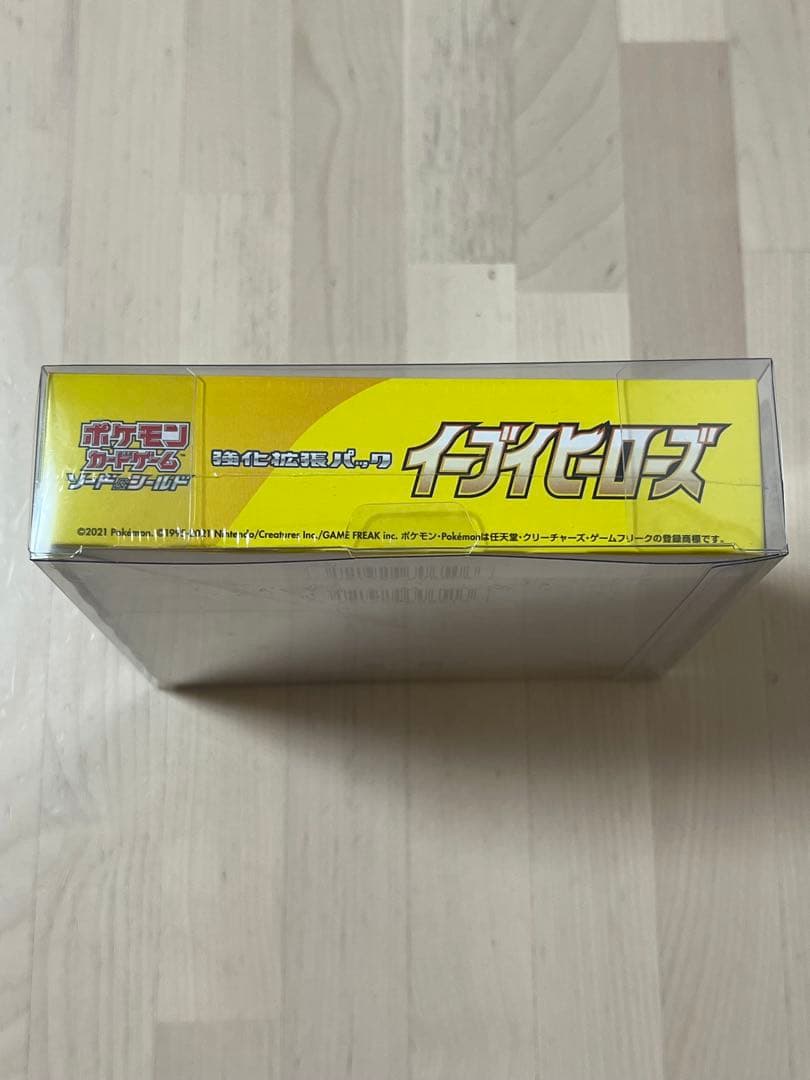 ポケモン
カードゲーム
ソード&シールド
強化拡張パック
イーブイヒーローズ
©2021 Pokémon. ©1995-2021 Nintendo/Creatures Inc./GAME FREAK inc. ポケモン・Pokémonは任天堂・クリーチャーズ・ゲームフリークの登録商標です。